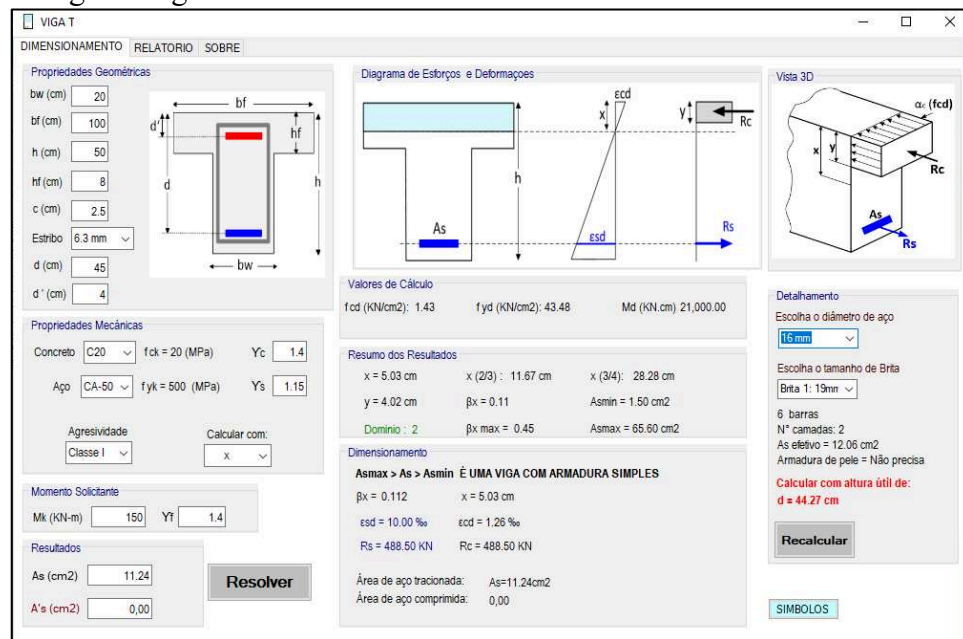 VIGA T
DIMENSIONAMENTO RELATORIO SOBRE
Propriedades Geométricas
bw (cm) 20
bf (cm) 100
h (cm) 50
hf (cm) 8
c (cm) 2.5
Estribo 6.3 mm
d (cm) 45
d ' (cm) 4
bf
d'
hf
d
h
bw
Diagrama de Esforços e Deformaçoes
εcd
x
y
Rc
h
As
εsd
Rs
Vista 3D
αc (fcd)
x y
Rc
As
Rs
Valores de Cálculo
f cd (KN/cm2): 1.43 f yd (KN/cm2): 43.48 Md (KN.cm) 21,000.00
Propriedades Mecánicas
Concreto C20 f ck = 20 (MPa) Ƴc 1.4
Aço CA-50 f yk = 500 (MPa) Ƴs 1.15
Agresividade Calcular com:
Classe I x
Resumo dos Resultados
x = 5.03 cm x (2/3) : 11.67 cm x (3/4): 28.28 cm
y = 4.02 cm βx = 0.11 Asmin = 1.50 cm2
Dominio : 2 βx max = 0.45 Asmax = 65.60 cm2
Momento Solicitante
Mk (KN-m) 150 Ƴf 1.4
Resultados
As (cm2) 11.24
A's (cm2) 0,00
Resolver
Dimensionamento
Asmax > As > Asmin É UMA VIGA COM ARMADURA SIMPLES
βx = 0.112 x = 5.03 cm
εsd = 10.00 ‰ εcd = 1.26 ‰
Rs = 488.50 KN Rc = 488.50 KN
Área de aço tracionada: As=11.24cm2
Área de aço comprimida: 0,00
Detalhamento
Escolha o diâmetro de aço
16 mm
Escolha o tamanho de Brita
Brita 1: 19mm
6 barras
N° camadas: 2
As efetivo = 12.06 cm2
Armadura de pele = Não precisa
Calcular com altura útil de:
d = 44.27 cm
Recalcular
SIMBOLOS